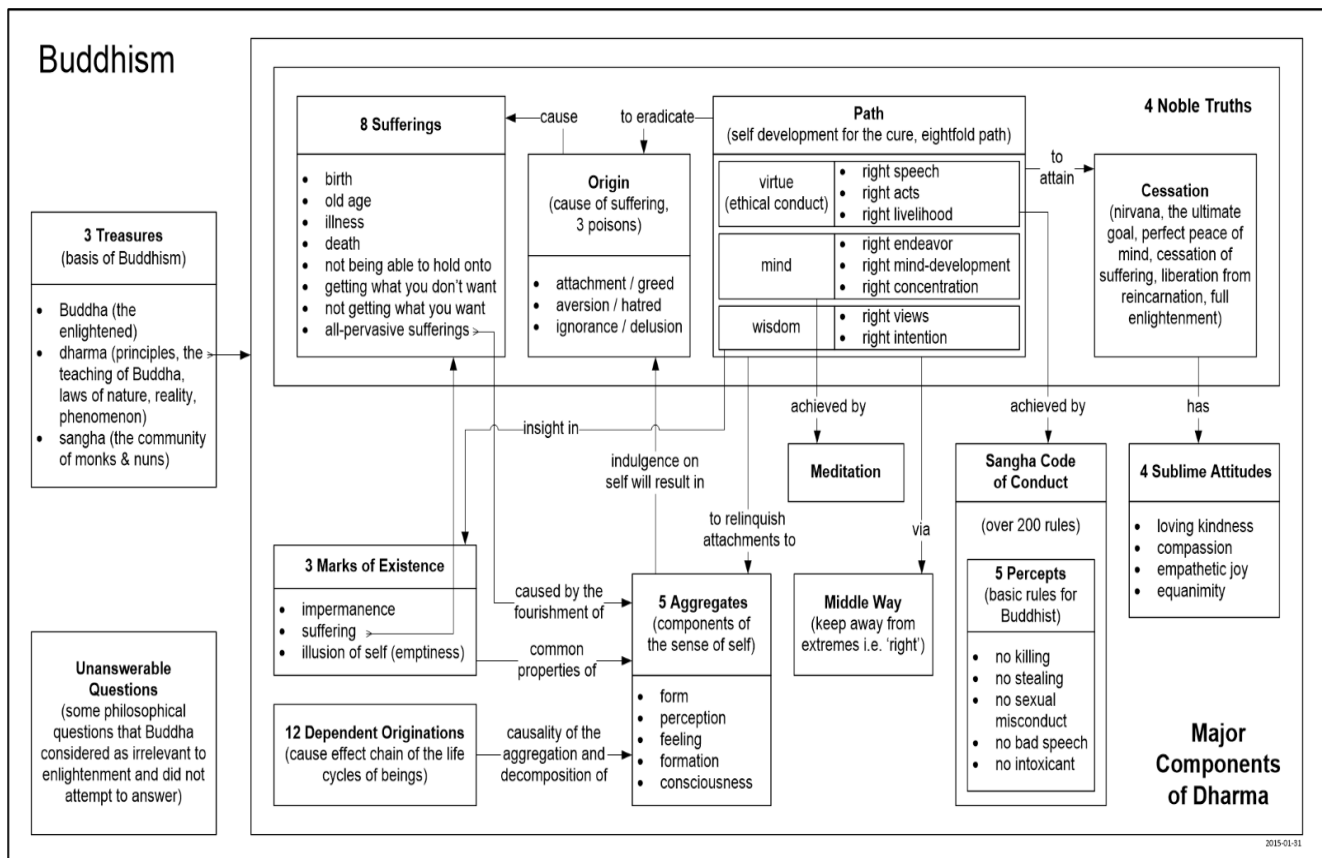 Buddhism
3 Treasures
(basis of Buddhism)
• Buddha (the
enlightened)
• dharma (principles, the
teaching of Buddha,
laws of nature, reality,
phenomenon)
• sangha (the community
of monks & nuns)
Unanswerable
Questions
(some philosophical
questions that Buddha
considered as irrelevant to
enlightenment and did not
attempt to answer)
4 Noble Truths
8 Sufferings
• birth
• old age
• illness
• death
• not being able to hold onto
• getting what you don't want
• not getting what you want
• all-pervasive sufferings
cause
to eradicate
Origin
(cause of suffering,
3 poisons)
• attachment / greed
• aversion / hatred
• ignorance / delusion
Path
(self development for the cure, eightfold path)
virtue
(ethical conduct)
• right speech
• right acts
• right livelihood
mind
• right endeavor
• right mind-development
• right concentration
wisdom
• right views
• right intention
to
attain
Cessation
(nirvana, the ultimate
goal, perfect peace of
mind, cessation of
suffering, liberation from
reincarnation, full
enlightenment)
insight in
indulgence on
self will result in
achieved by
achieved by
has
to relinquish
attachments to
via
Meditation
Sangha Code
of Conduct
(over 200 rules)
5 Percepts
(basic rules for
Buddhist)
• no killing
• no stealing
• no sexual
misconduct
• no bad speech
• no intoxicant
4 Sublime Attitudes
• loving kindness
• compassion
• empathetic joy
• equanimity
3 Marks of Existence
• impermanence
• suffering
• illusion of self (emptiness)
caused by the
fourishment of
common
properties of
5 Aggregates
(components of
the sense of self)
• form
• perception
• feeling
• formation
• consciousness
Middle Way
(keep away from
extremes i.e. 'right')
12 Dependent Originations
(cause effect chain of the life
cycles of beings)
causality of the
aggregation and
decomposition of
Major
Components
of Dharma
2015-01-31